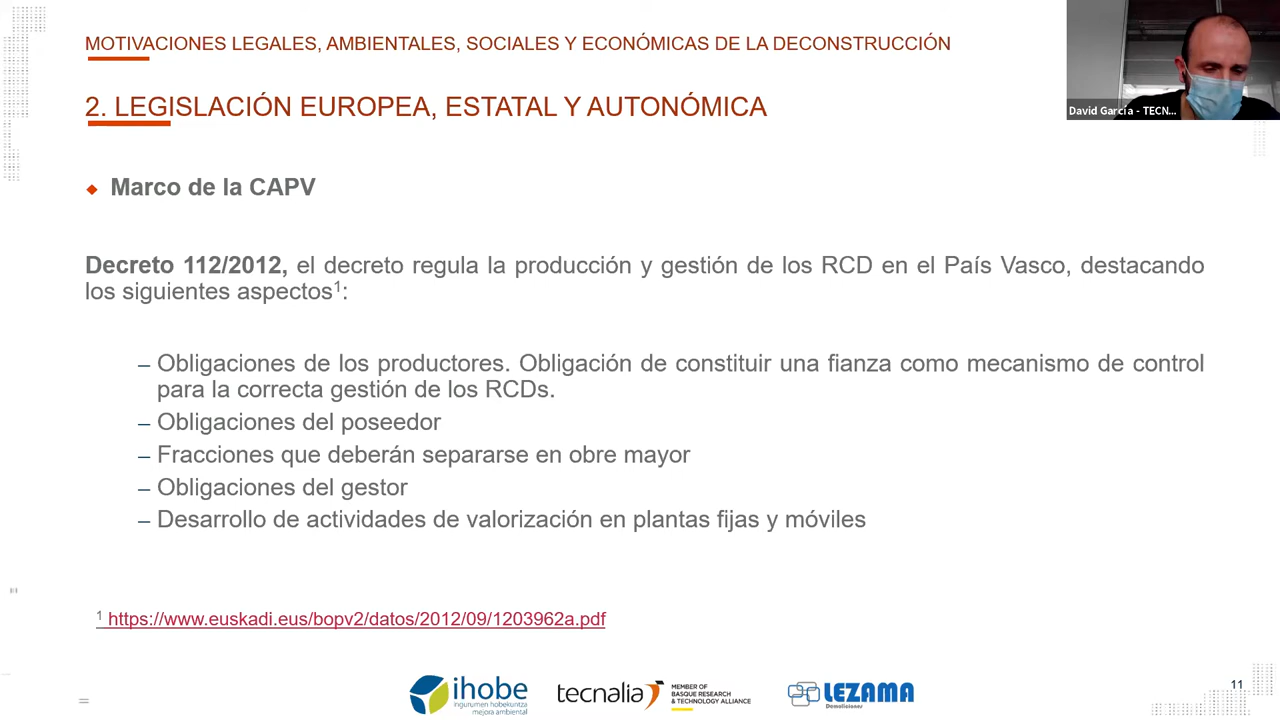 MOTIVACIONES LEGALES, AMBIENTALES, SOCIALES Y ECONÓMICAS DE LA DECONSTRUCCIÓN
David García - TECN...
2. LEGISLACIÓN EUROPEA, ESTATAL Y AUTONÓMICA
Marco de la CAPV
Decreto 112/2012, el decreto regula la producción y gestión de los RCD en el País Vasco, destacando
los siguientes aspectos¹:
– Obligaciones de los productores. Obligación de constituir una fianza como mecanismo de control
para la correcta gestión de los RCDs.
– Obligaciones del poseedor
– Fracciones que deberán separarse en obre mayor
– Obligaciones del gestor
– Desarrollo de actividades de valorización en plantas fijas y móviles
¹ https://www.euskadi.eus/bopv2/datos/2012/09/1203962a.pdf
ihobe
ingurumen hobekuntza
mejora ambiental
tecnalia
MEMBER OF
BASQUE RESEARCH
& TECHNOLOGY ALLIANCE
LEZAMA
Demoliciones
11